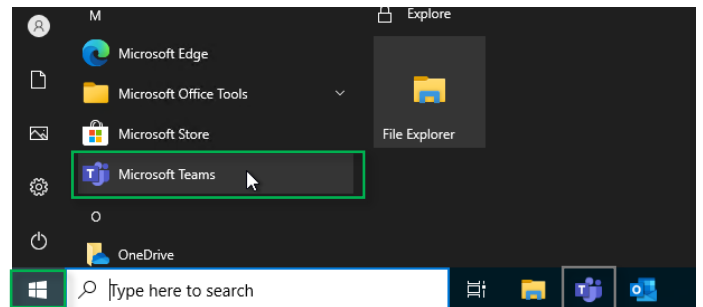 M
Explore
Microsoft Edge
Microsoft Office Tools
Microsoft Store
File Explorer
Microsoft Teams
O
OneDrive
Type here to search